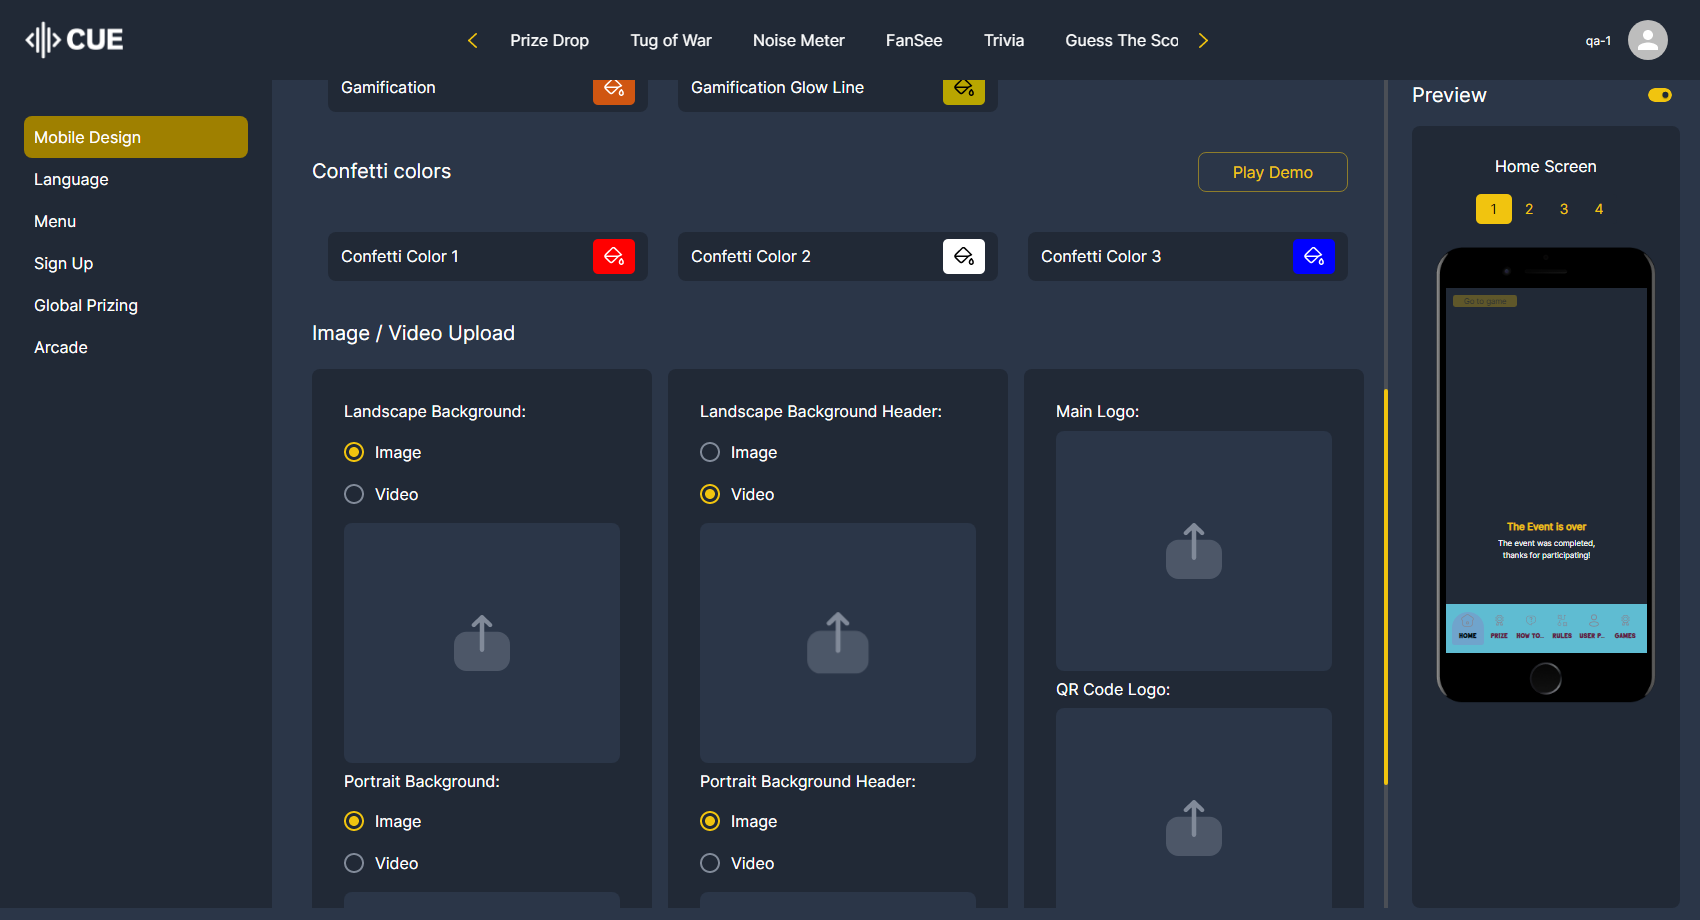 CUE
Prize Drop
Tug of War
Noise Meter
FanSee
Trivia
Guess The Sco
qa-1
Mobile Design
Language
Menu
Sign Up
Global Prizing
Arcade
Gamification
Gamification Glow Line
Confetti colors
Play Demo
Confetti Color 1
Confetti Color 2
Confetti Color 3
Image / Video Upload
Landscape Background:
Image
Video
Portrait Background:
Image
Video
Landscape Background Header:
Image
Video
Portrait Background Header:
Image
Video
Main Logo:
QR Code Logo:
Preview
Home Screen
1
2
3
4
Go to game
The Event is over
The event was completed,
thanks for participating!
HOME
PRIZE
HOW TO..
RULES
USER P..
GAMES